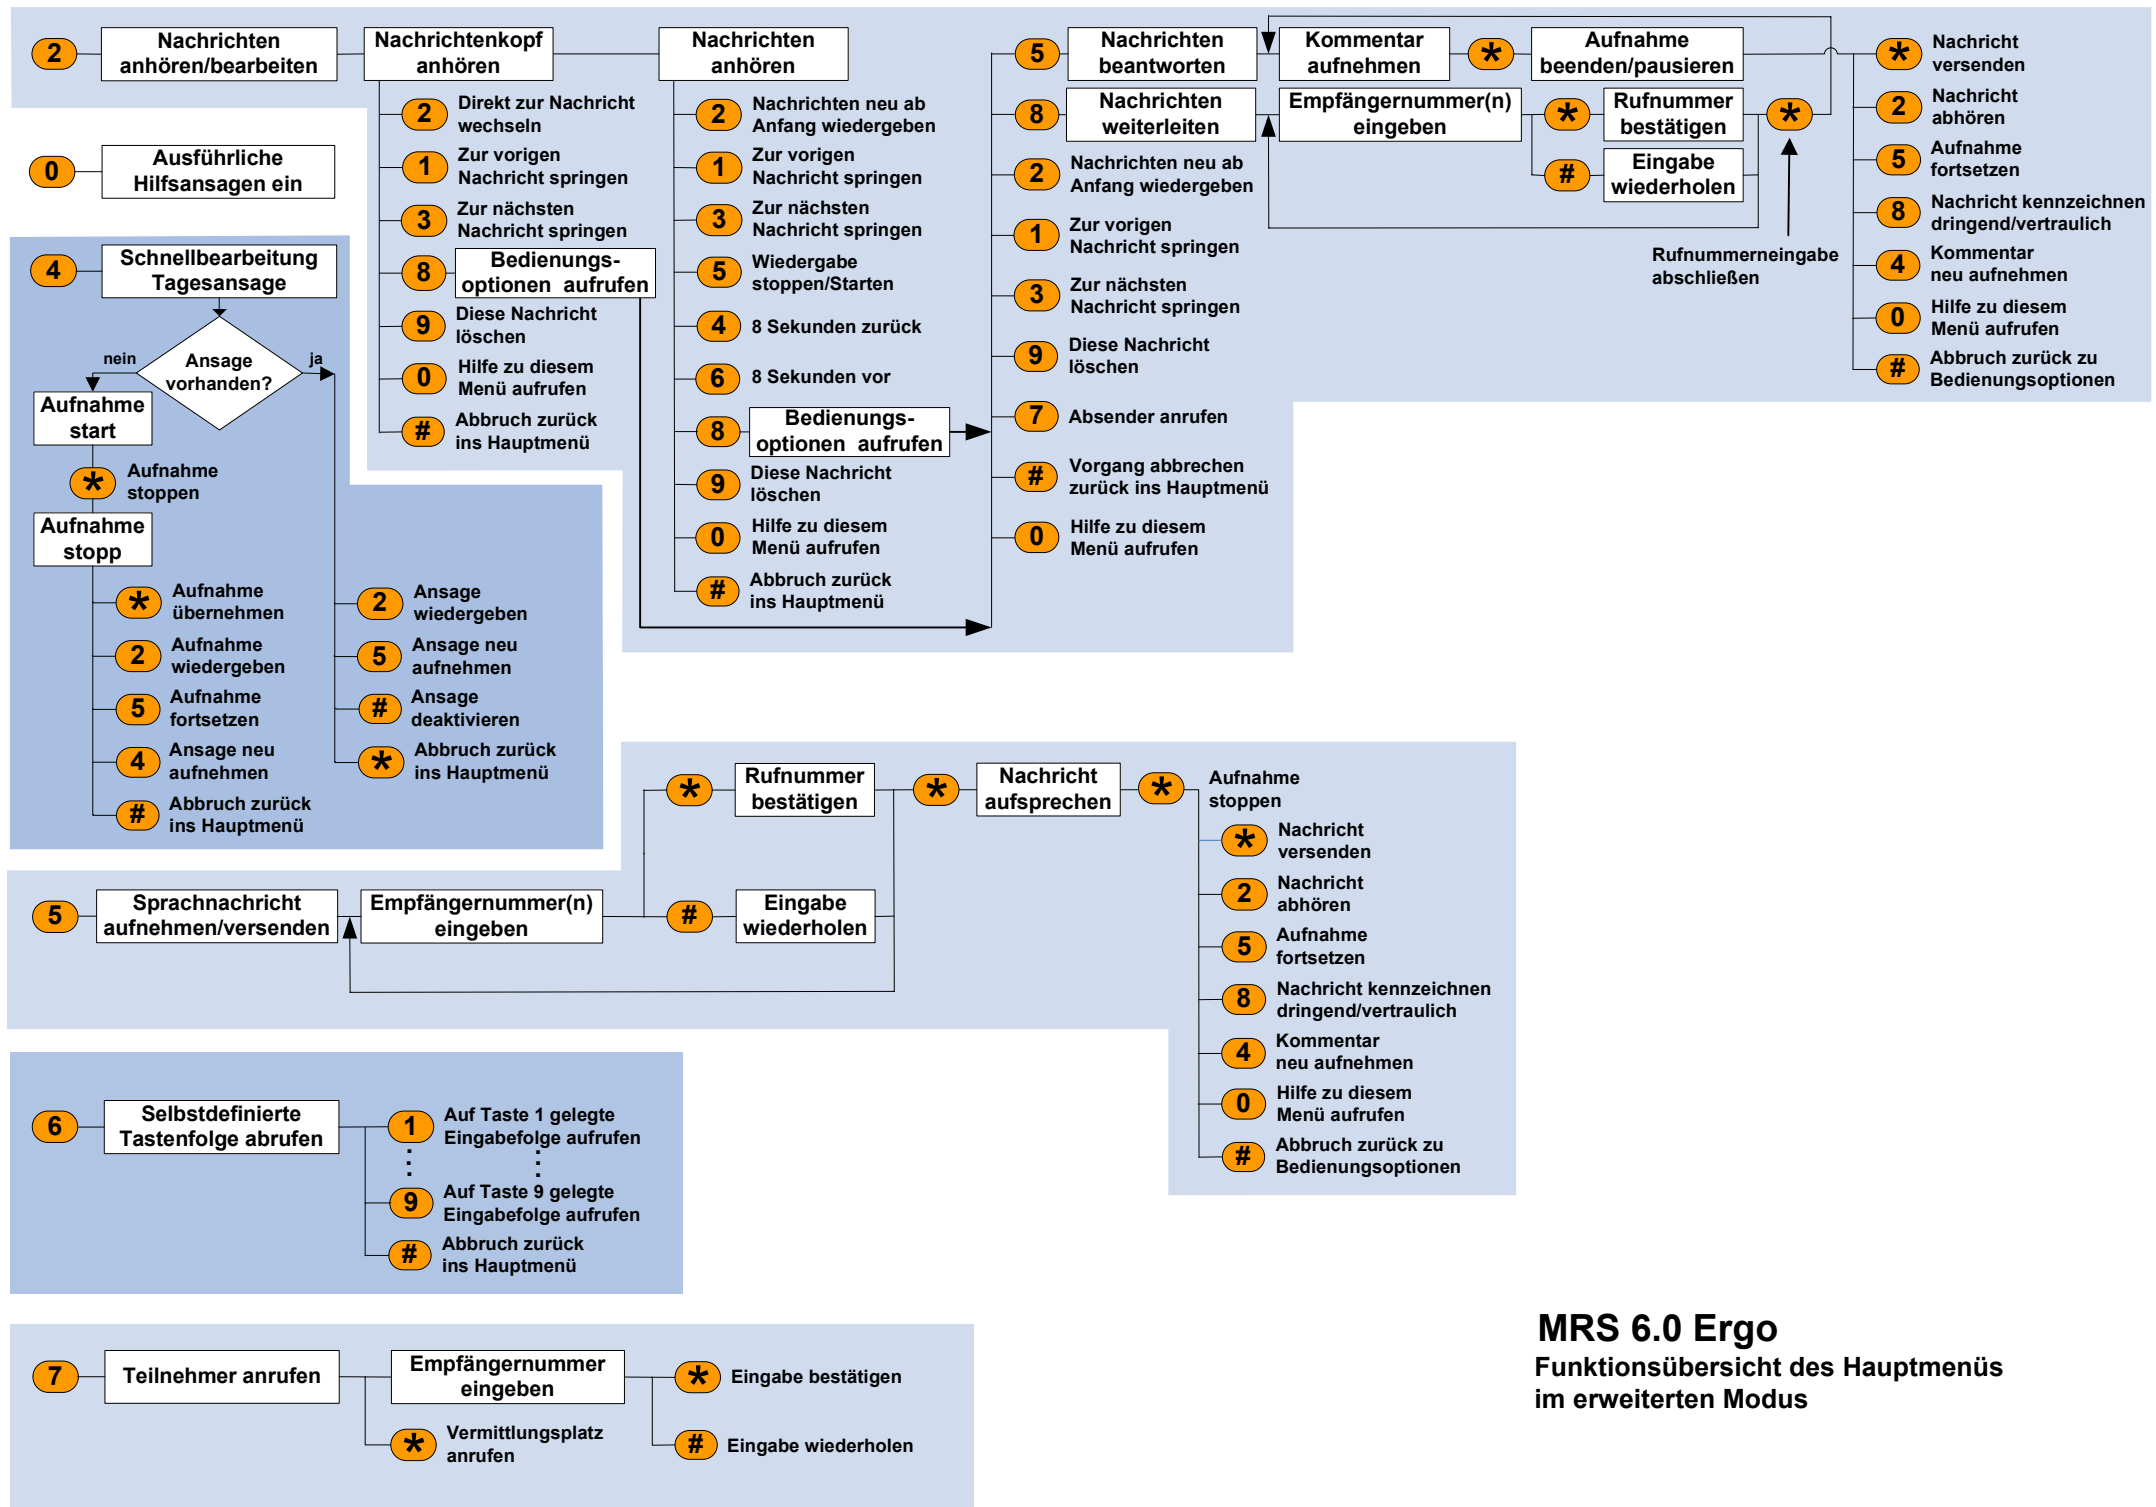 2
Nachrichten
anhören/bearbeiten
Nachrichtenkopf
anhören
2
Direkt zur Nachricht
wechseln
1
Zur vorigen
Nachricht springen
3
Zur nächsten
Nachricht springen
8
Bedienungs-
optionen aufrufen
9
Diese Nachricht
löschen
0
Hilfe zu diesem
Menü aufrufen
#
Abbruch zurück
ins Hauptmenü
Nachrichten
anhören
2
Nachrichten neu ab
Anfang wiedergeben
1
Zur vorigen
Nachricht springen
3
Zur nächsten
Nachricht springen
5
Wiedergabe
stoppen/Starten
4
8 Sekunden zurück
6
8 Sekunden vor
8
Bedienungs-
optionen aufrufen
9
Diese Nachricht
löschen
0
Hilfe zu diesem
Menü aufrufen
#
Abbruch zurück
ins Hauptmenü
5
Nachrichten
beantworten
Kommentar
aufnehmen
*
Aufnahme
beenden/pausieren
8
Nachrichten
weiterleiten
Empfängernummer(n)
eingeben
*
Rufnummer
bestätigen
*
#
Eingabe
wiederholen
Rufnummerneingabe
abschließen
2
Nachrichten neu ab
Anfang wiedergeben
1
Zur vorigen
Nachricht springen
3
Zur nächsten
Nachricht springen
9
Diese Nachricht
löschen
7
Absender anrufen
#
Vorgang abbrechen
zurück ins Hauptmenü
0
Hilfe zu diesem
Menü aufrufen
*
Nachricht
versenden
2
Nachricht
abhören
5
Aufnahme
fortsetzen
8
Nachricht kennzeichnen
dringend/vertraulich
4
Kommentar
neu aufnehmen
0
Hilfe zu diesem
Menü aufrufen
#
Abbruch zurück zu
Bedienungsoptionen
0
Ausführliche
Hilfsansagen ein
4
Schnellbearbeitung
Tagesansage
Ansage
vorhanden?
nein
ja
Aufnahme
start
*
Aufnahme
stoppen
Aufnahme
stopp
*
Aufnahme
übernehmen
2
Aufnahme
wiedergeben
5
Aufnahme
fortsetzen
4
Ansage neu
aufnehmen
#
Abbruch zurück
ins Hauptmenü
2
Ansage
wiedergeben
5
Ansage neu
aufnehmen
#
Ansage
deaktivieren
*
Abbruch zurück
ins Hauptmenü
5
Sprachnachricht
aufnehmen/versenden
Empfängernummer(n)
eingeben
*
Rufnummer
bestätigen
#
Eingabe
wiederholen
*
Nachricht
aufsprechen
*
Aufnahme
stoppen
*
Nachricht
versenden
2
Nachricht
abhören
5
Aufnahme
fortsetzen
8
Nachricht kennzeichnen
dringend/vertraulich
4
Kommentar
neu aufnehmen
0
Hilfe zu diesem
Menü aufrufen
#
Abbruch zurück zu
Bedienungsoptionen
6
Selbstdefinierte
Tastenfolge abrufen
1
Auf Taste 1 gelegte
Eingabefolge aufrufen
9
Auf Taste 9 gelegte
Eingabefolge aufrufen
#
Abbruch zurück
ins Hauptmenü
7
Teilnehmer anrufen
Empfängernummer
eingeben
*
Eingabe bestätigen
#
Eingabe wiederholen
*
Vermittlungsplatz
anrufen
MRS 6.0 Ergo
Funktionsübersicht des Hauptmenüs
im erweiterten Modus